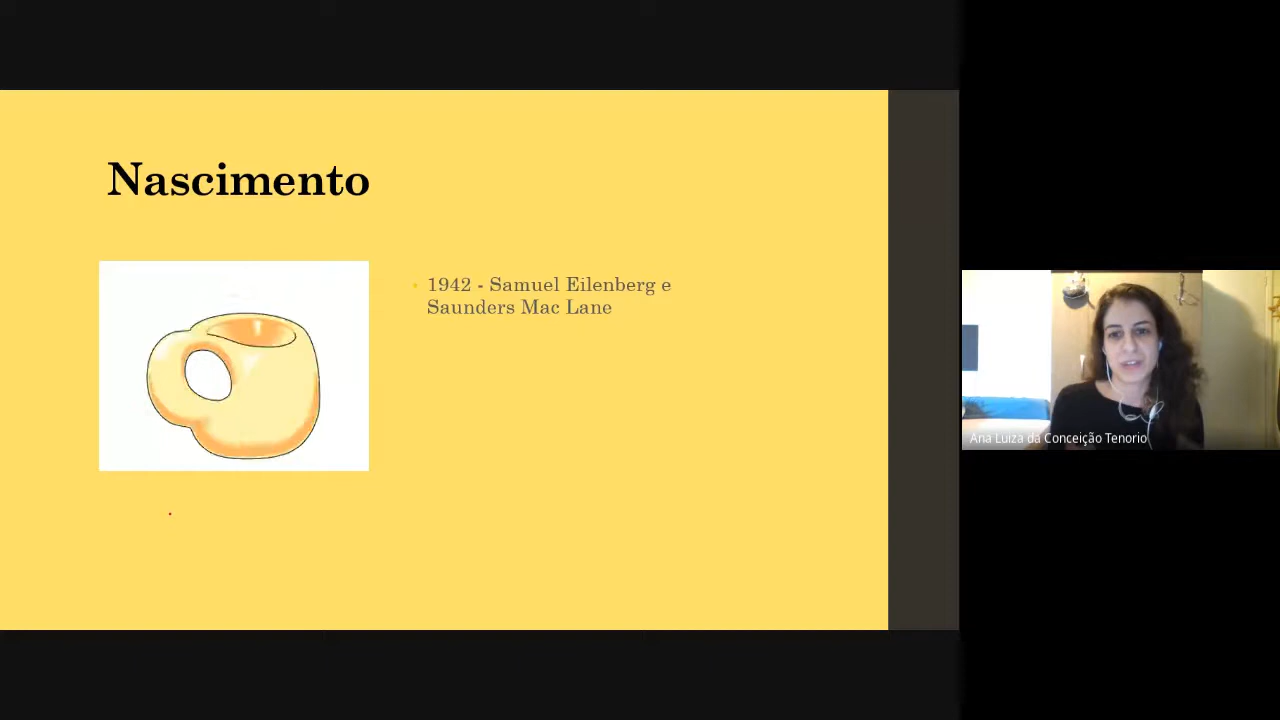 Nascimento
1942 - Samuel Eilenberg e
Saunders Mac Lane
Ana Luiza da Conceição Tenorio